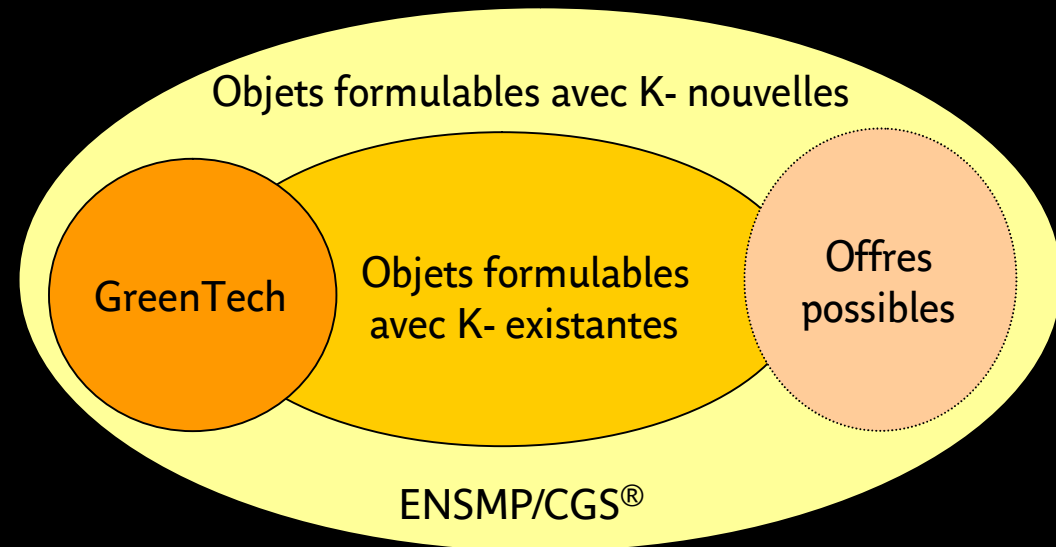 Objets formulables avec K- nouvelles
GreenTech
Objets formulables
avec K- existantes
Offres
possibles
ENSMP/CGS®